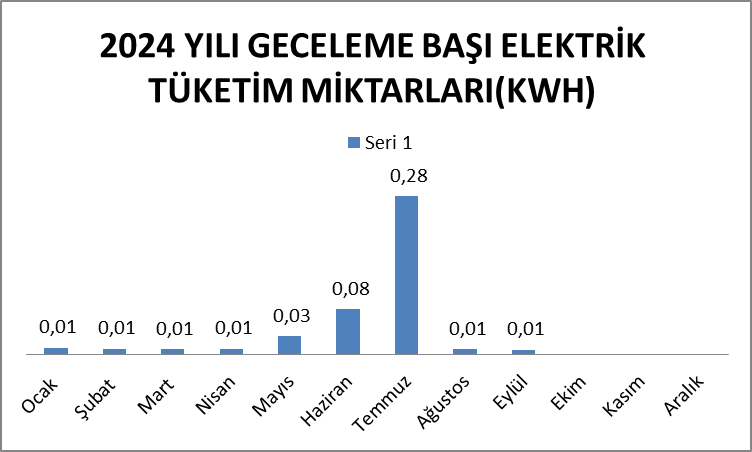 2024 YILI GECELEME BAŞI ELEKTRİK
TÜKETİM MİKTARLARI(KWH)
Seri 1
0,01
0,01
0,01
0,01
0,03
0,08
0,28
0,01
0,01
Ocak
Şubat
Mart
Nisan
Mayıs
Haziran
Temmuz
Ağustos
Eylül
Ekim
Kasım
Aralık